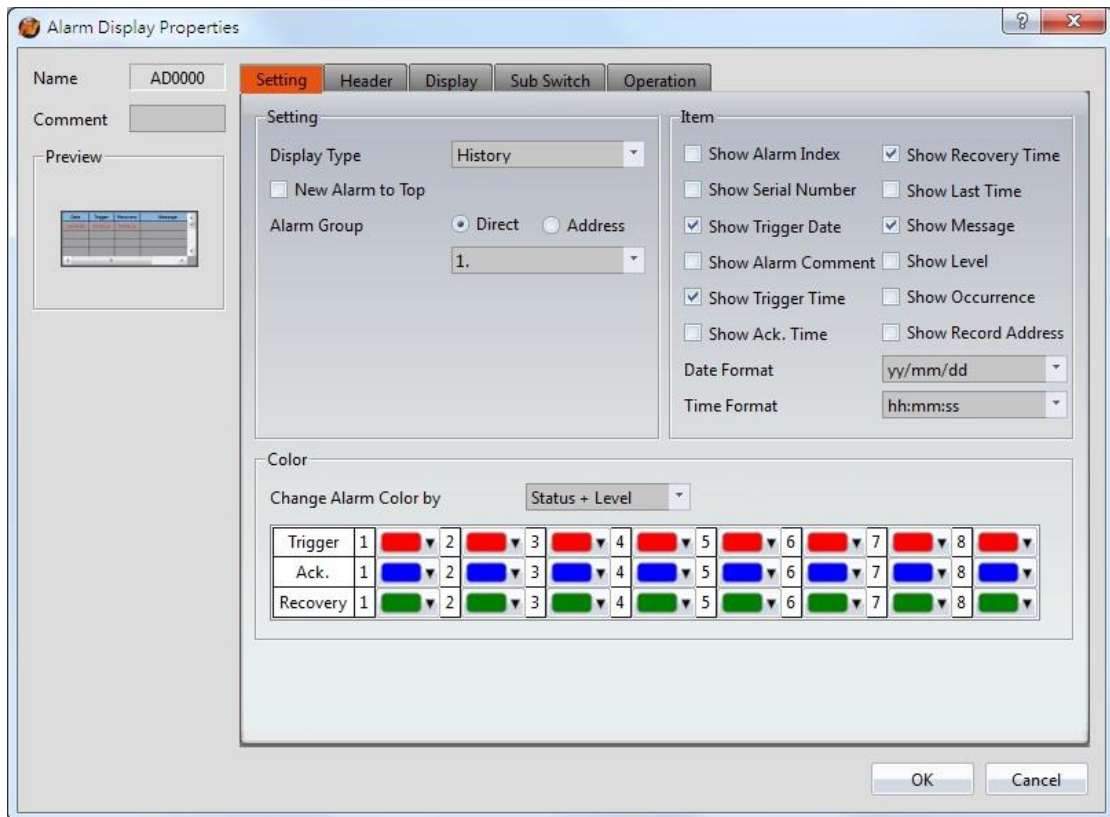 Alarm Display Properties
Name AD0000
Comment
Preview
Date Trigger Recovery Message
Setting Header Display Sub Switch Operation
Setting
Display Type History
New Alarm to Top
Alarm Group Direct Address
1.
Item
Show Alarm Index Show Recovery Time
Show Serial Number Show Last Time
Show Trigger Date Show Message
Show Alarm Comment Show Level
Show Trigger Time Show Occurrence
Show Ack. Time Show Record Address
Date Format yy/mm/dd
Time Format hh:mm:ss
Color
Change Alarm Color by Status + Level
Trigger 1 2 3 4 5 6 7 8
Ack. 1 2 3 4 5 6 7 8
Recovery 1 2 3 4 5 6 7 8
OK Cancel